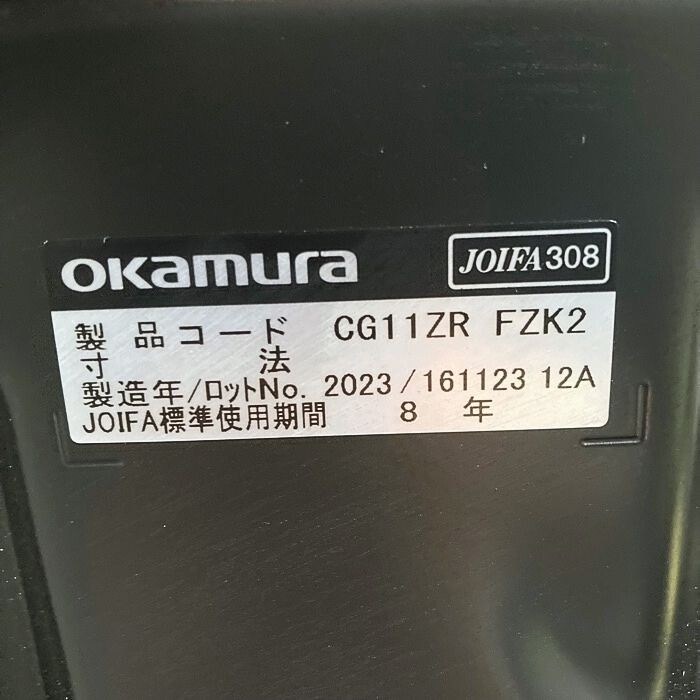 okamura JOIFA308
製品コード CG11ZR FZK2
寸法
製造年/ロットNo. 2023/161123 12A
JOIFA標準使用期間 8 年